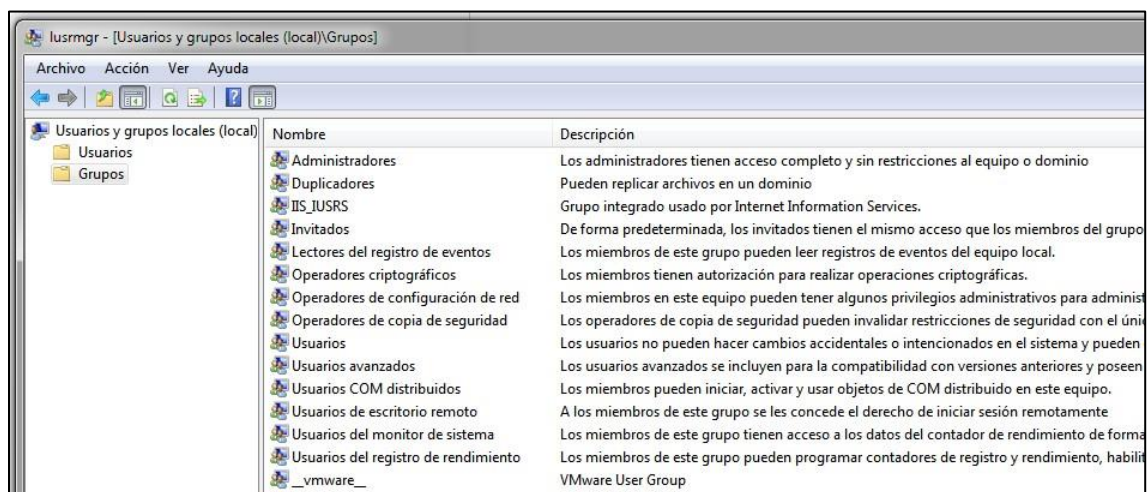 lusrmgr - [Usuarios y grupos locales (local)\Grupos]
Archivo Acción Ver Ayuda
Usuarios y grupos locales (local)
Usuarios
Grupos
Nombre Descripción
Administradores Los administradores tienen acceso completo y sin restricciones al equipo o dominio
Duplicadores Pueden replicar archivos en un dominio
IIS_IUSRS Grupo integrado usado por Internet Information Services.
Invitados De forma predeterminada, los invitados tienen el mismo acceso que los miembros del grupo
Lectores del registro de eventos Los miembros de este grupo pueden leer registros de eventos del equipo local.
Operadores criptográficos Los miembros tienen autorización para realizar operaciones criptográficas.
Operadores de configuración de red Los miembros en este equipo pueden tener algunos privilegios administrativos para administ
Operadores de copia de seguridad Los operadores de copia de seguridad pueden invalidar restricciones de seguridad con el úni
Usuarios Los usuarios no pueden hacer cambios accidentales o intencionados en el sistema y pueden
Usuarios avanzados Los usuarios avanzados se incluyen para la compatibilidad con versiones anteriores y poseen
Usuarios COM distribuidos Los miembros pueden iniciar, activar y usar objetos de COM distribuido en este equipo.
Usuarios de escritorio remoto A los miembros de este grupo se les concede el derecho de iniciar sesión remotamente
Usuarios del monitor de sistema Los miembros de este grupo tienen acceso a los datos del contador de rendimiento de forma
Usuarios del registro de rendimiento Los miembros de este grupo pueden programar contadores de registro y rendimiento, habilit
__vmware__ VMware User Group